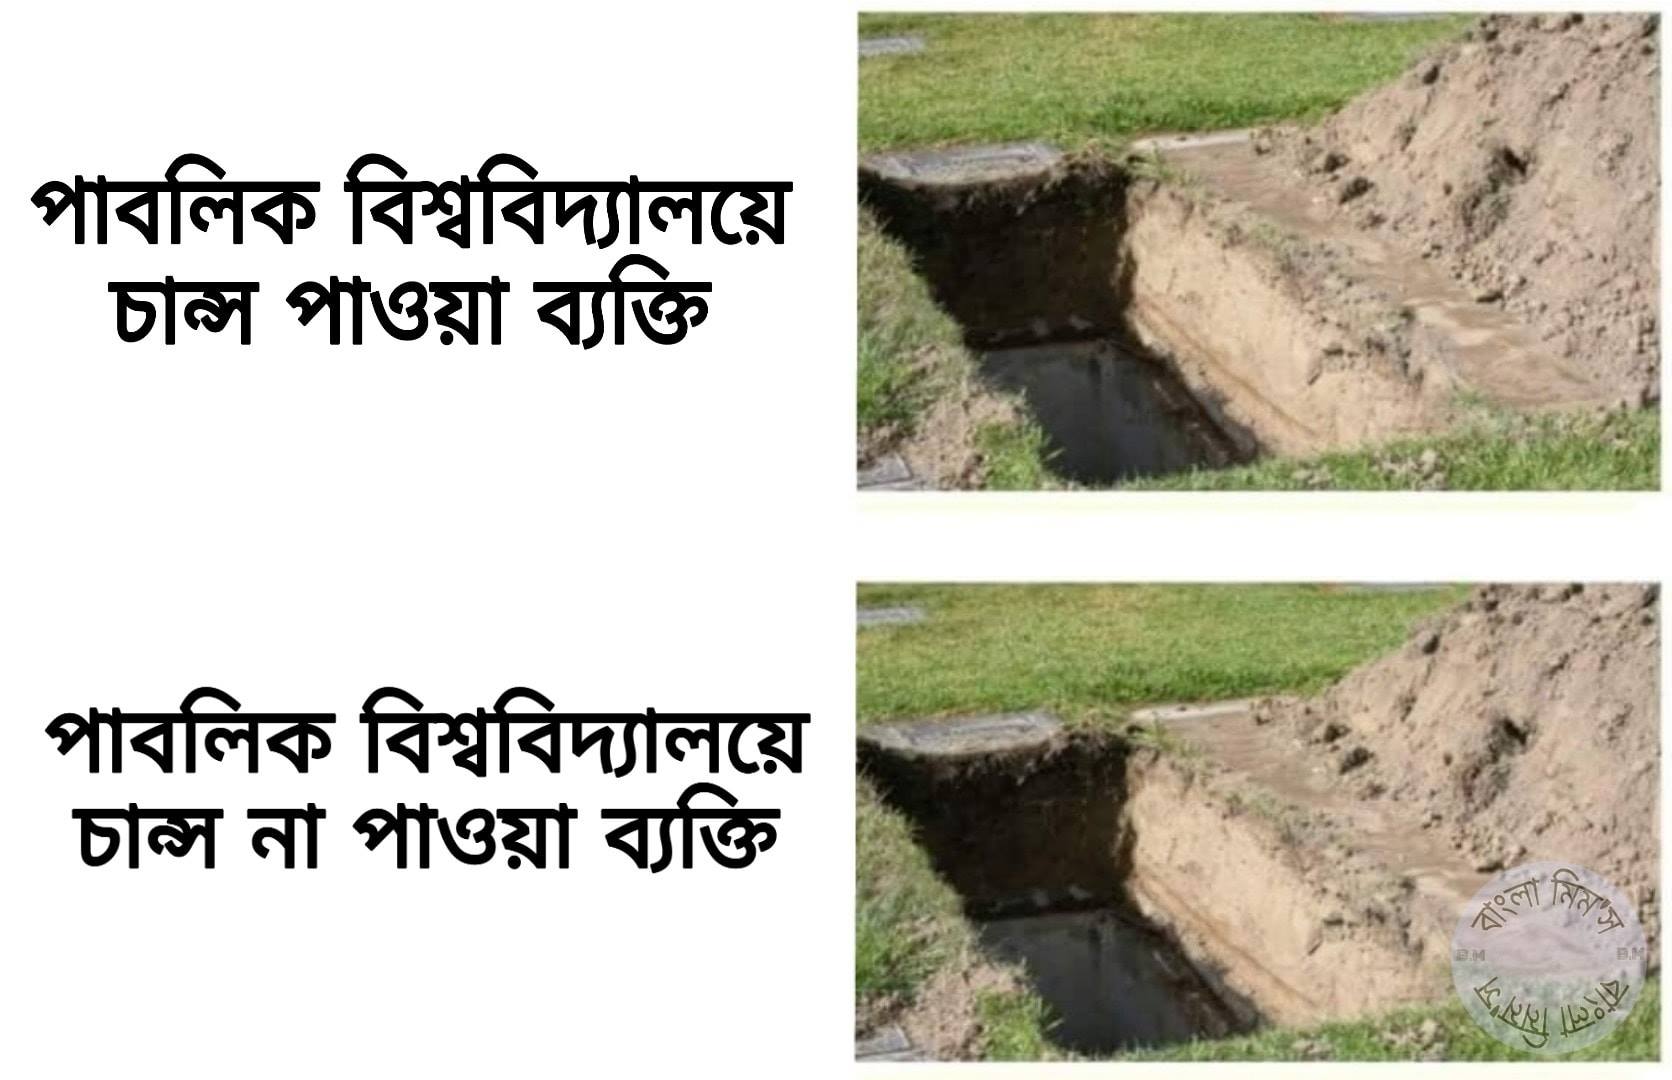 পাবলিক বিশ্ববিদ্যালয়ে
চান্স পাওয়া ব্যক্তি
পাবলিক বিশ্ববিদ্যালয়ে
চান্স না পাওয়া ব্যক্তি
বাংলা মিম'স
B.M
B.M
বাংলা মিম'স